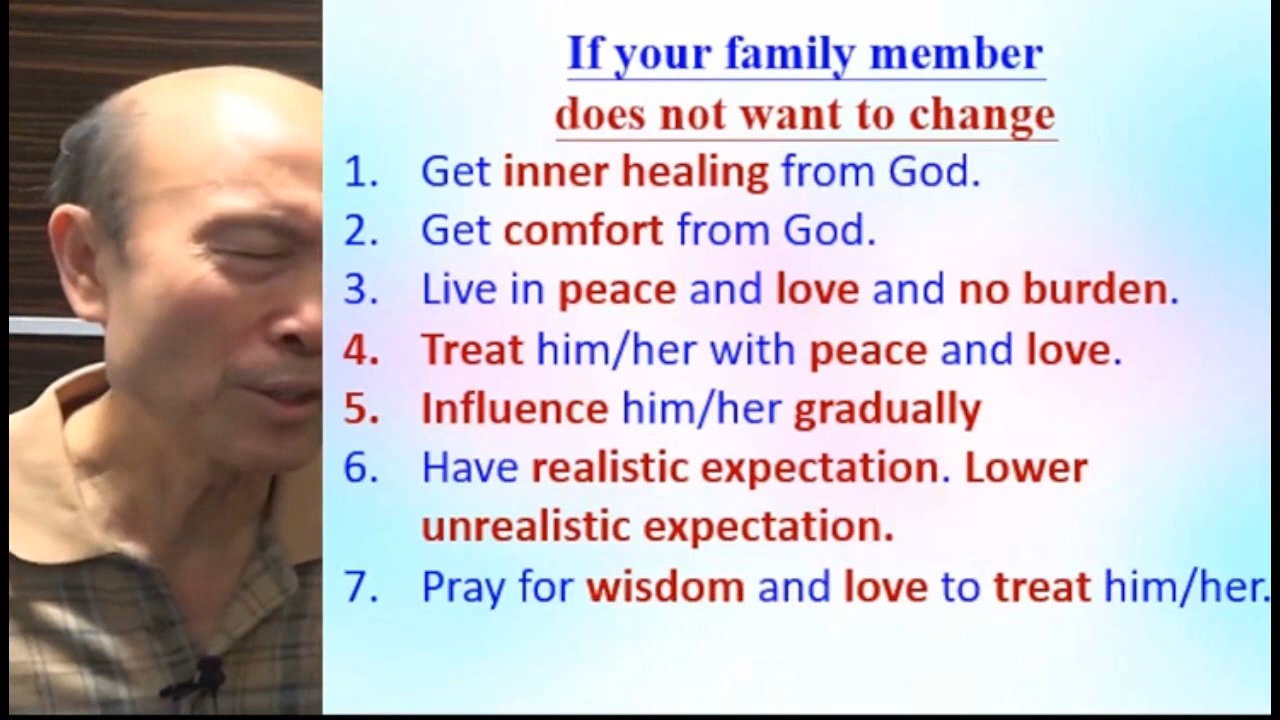 If your family member
does not want to change
1. Get inner healing from God.
2. Get comfort from God.
3. Live in peace and love and no burden.
4. Treat him/her with peace and love.
5. Influence him/her gradually
6. Have realistic expectation. Lower
unrealistic expectation.
7. Pray for wisdom and love to treat him/her.